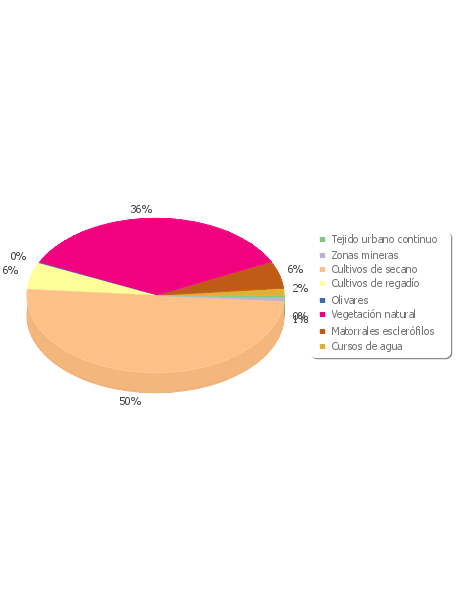 36%
0%
6%
6%
2%
0%
1%
50%
Tejido urbano continuo
Zonas mineras
Cultivos de secano
Cultivos de regadío
Olivares
Vegetación natural
Matorrales esclerófilos
Cursos de agua